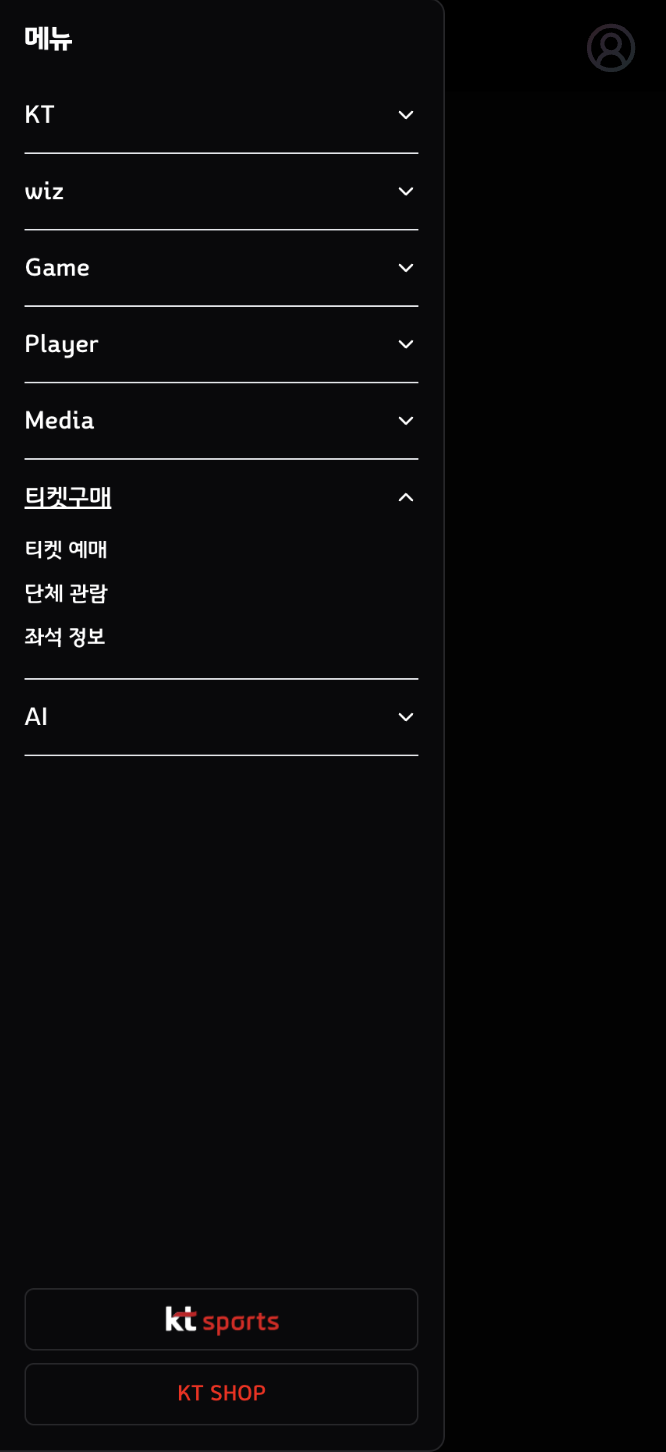 메뉴
KT
wiz
Game
Player
Media
티켓구매
티켓 예매
단체 관람
좌석 정보
AI
kt sports
KT SHOP